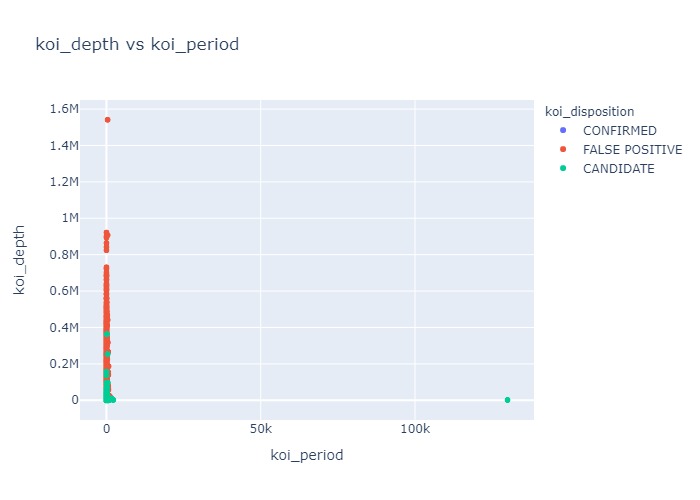 koi_depth vs koi_period
koi_disposition
CONFIRMED
FALSE POSITIVE
CANDIDATE
1.6M
1.4M
1.2M
1M
0.8M
0.6M
0.4M
0.2M
0
koi_depth
0
50k
100k
koi_period